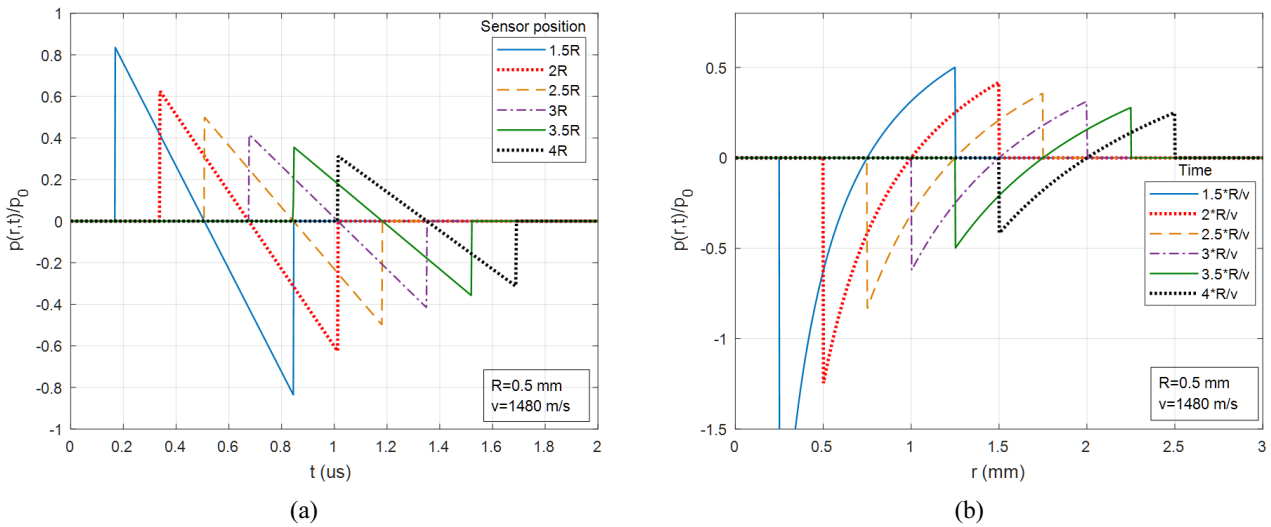 1
0.8
0.6
0.4
0.2
0
-0.2
-0.4
-0.6
-0.8
-1
p(r,t)/p0
0 0.2 0.4 0.6 0.8 1 1.2 1.4 1.6 1.8 2
t (us)
Sensor position
1.5R
2R
2.5R
3R
3.5R
4R
R=0.5 mm
v=1480 m/s
(a)
0.5
0
-0.5
-1
-1.5
p(r,t)/p0
0 0.5 1 1.5 2 2.5 3
r (mm)
Time
1.5*R/v
2*R/v
2.5*R/v
3*R/v
3.5*R/v
4*R/v
R=0.5 mm
v=1480 m/s
(b)